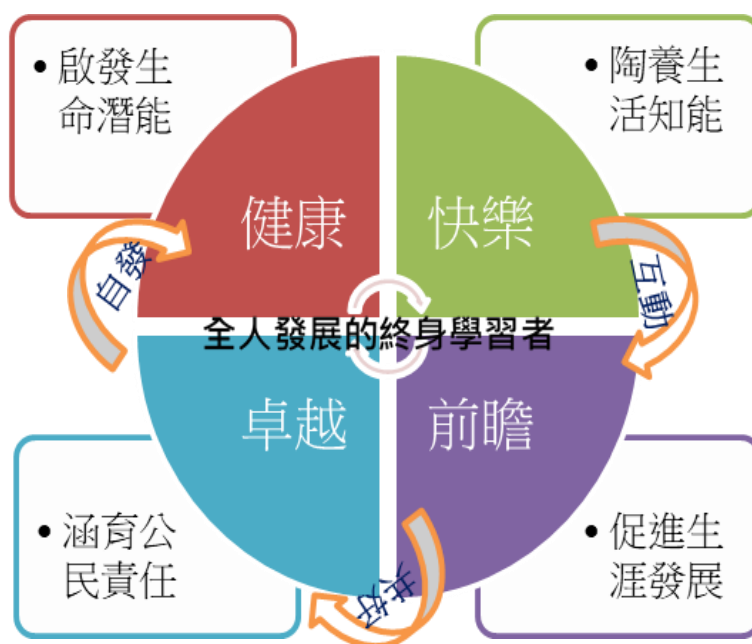 啟發生
命潛能
陶養生
活知能
健康
快樂
自發
互動
全人發展的終身學習者
卓越
前瞻
涵育公
民責任
共好
促進生
涯發展